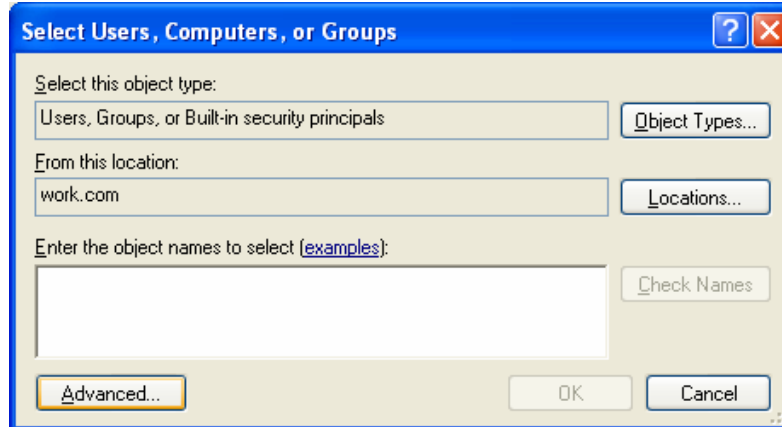 Select Users, Computers, or Groups
Select this object type:
Users, Groups, or Built-in security principals
Object Types...
From this location:
work.com
Locations...
Enter the object names to select (examples):
Check Names
Advanced...
OK
Cancel